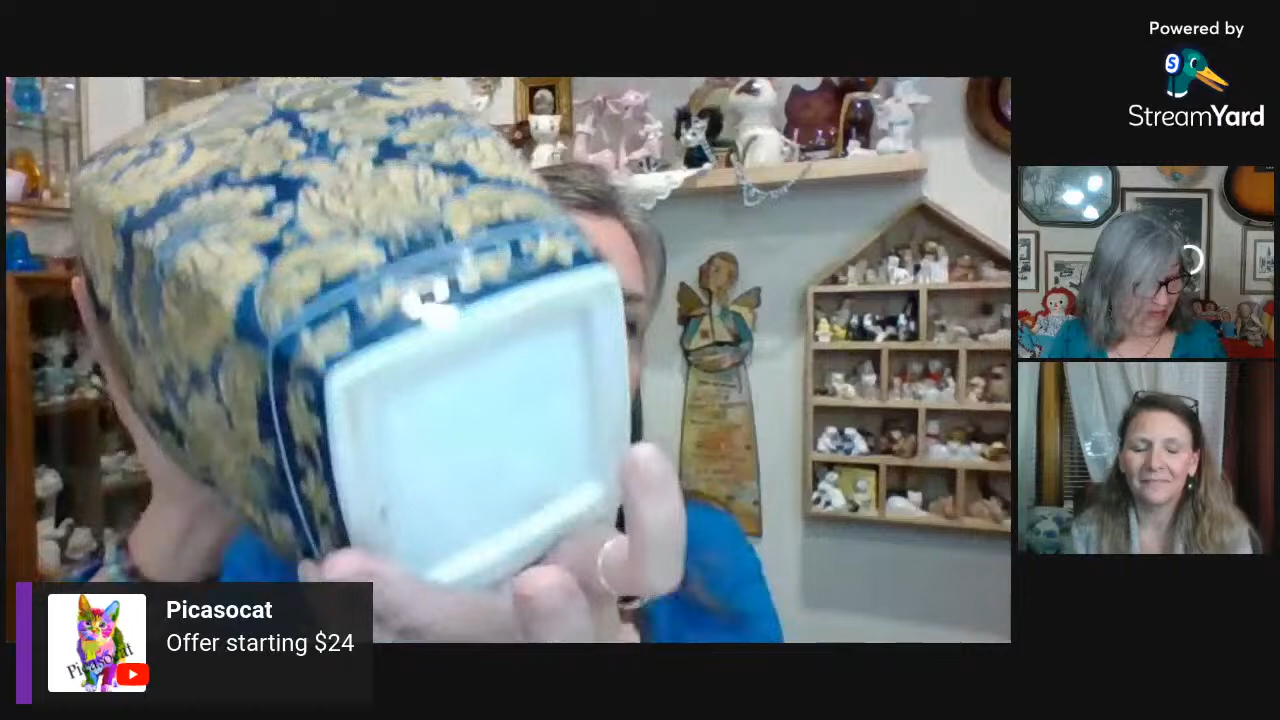 Powered by
S
StreamYard
Picasocat
Picasocat
Offer starting $24